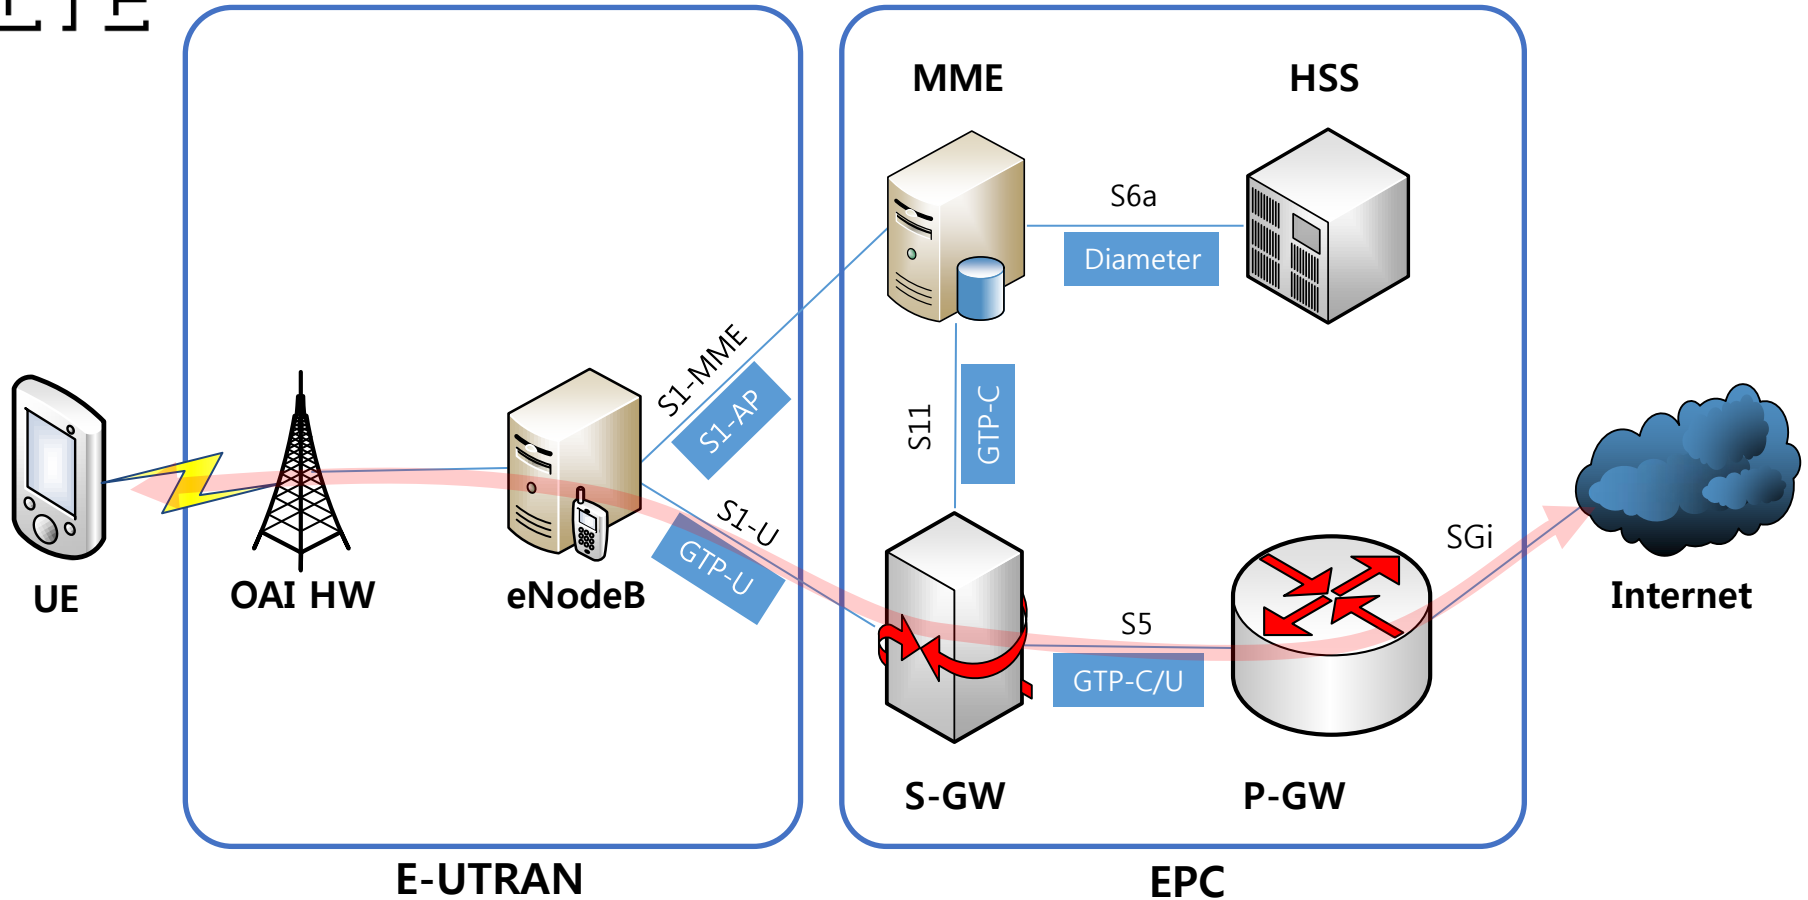 LTE
MME
HSS
S6a
Diameter
S1-MME
S1-AP
S11
GTP-C
S1-U
GTP-U
SGi
S5
GTP-C/U
UE
OAI HW
eNodeB
Internet
S-GW
P-GW
E-UTRAN
EPC